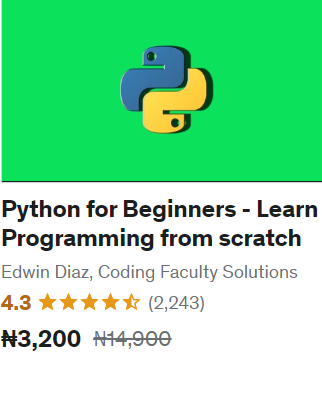 Python for Beginners - Learn
Programming from scratch
Edwin Diaz, Coding Faculty Solutions
4.3 (2,243)
₦3,200 ₦14,900